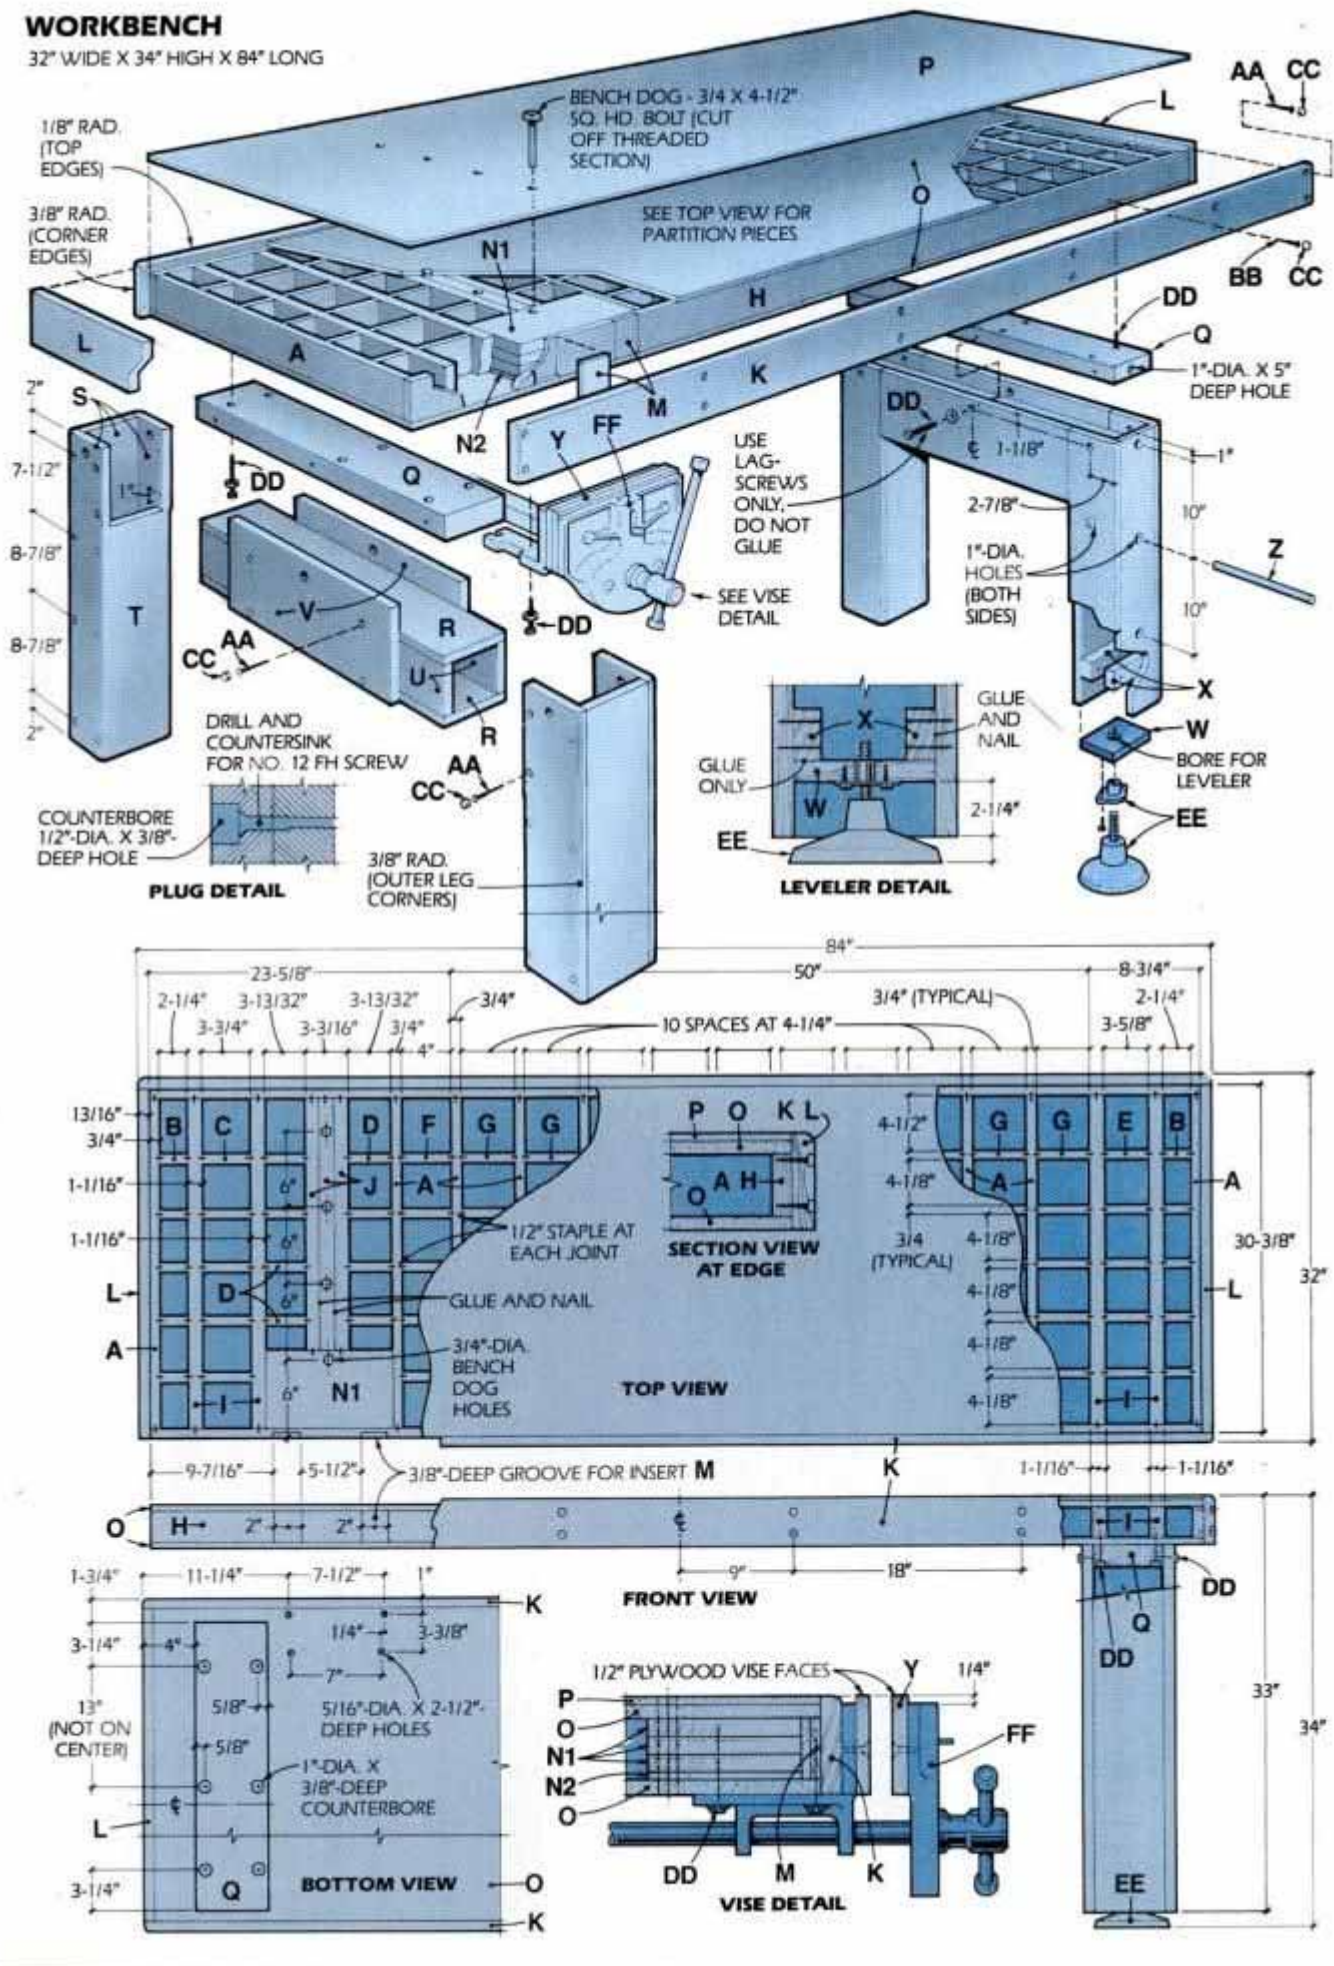 WORKBENCH
32" WIDE X 34" HIGH X 84" LONG
P
AA CC
BENCH DOG - 3/4 X 4-1/2"
SQ. HD. BOLT (CUT
OFF THREADED
SECTION)
L
1/8" RAD.
(TOP
EDGES)
O
3/8" RAD.
(CORNER
EDGES)
SEE TOP VIEW FOR
PARTITION PIECES
N1
BB CC
H
DD
Q
L
A
K
1"-DIA. X 5"
DEEP HOLE
2"
S
M
N2
Y FF
DD
USE
LAG-
SCREWS
ONLY,
DO NOT
GLUE
1-1/8"
1"
7-1/2"
1"
Q
DD
2-7/8"
10"
8-7/8"
1"-DIA.
HOLES
(BOTH
SIDES)
Z
SEE VISE
DETAIL
T
V
R
DD
10"
8-7/8"
CC AA
U
X
2"
R
DRILL AND
COUNTERSINK
FOR NO. 12 FH SCREW
X
GLUE
AND
NAIL
W
BORE FOR
LEVELER
AA
CC
GLUE
ONLY
W
2-1/4"
EE
COUNTERBORE
1/2"-DIA. X 3/8"-
DEEP HOLE
EE
3/8" RAD.
(OUTER LEG
CORNERS)
PLUG DETAIL
LEVELER DETAIL
84"
23-5/8"
50"
8-3/4"
2-1/4" 3-13/32" 3-13/32" 3/4"
3/4" (TYPICAL)
2-1/4"
3-3/4" 3-3/16" 3/4"
10 SPACES AT 4-1/4"
3-5/8"
4"
13/16"
B C D F G G
P O K L
4-1/2"
G G E B
3/4"
1-1/16"
6" J A
A H
O
4-1/8"
A
A
1-1/16"
6"
1/2" STAPLE AT
EACH JOINT
SECTION VIEW
AT EDGE
3/4
(TYPICAL)
4-1/8"
30-3/8"
32"
L
D 6"
GLUE AND NAIL
4-1/8"
L
A
3/4"-DIA.
BENCH
DOG
HOLES
4-1/8"
I 6" N1
TOP VIEW
4-1/8"
I
9-7/16" 5-1/2"
3/8"-DEEP GROOVE FOR INSERT M
K
1-1/16" 1-1/16"
O
H 2" 2"
K
I
9" 18"
1-3/4" 11-1/4" 7-1/2" 1"
FRONT VIEW
DD
K
Q
3-1/4"
4"
1/4" 3-3/8"
7"
DD
1/2" PLYWOOD VISE FACES
Y
1/4"
13"
(NOT ON
CENTER)
5/8"
5/16"-DIA. X 2-1/2"-
DEEP HOLES
P
O
N1
N2
O
FF
33"
34"
5/8"
1"-DIA. X
3/8"-DEEP
COUNTERBORE
L
DD M K
3-1/4"
Q
BOTTOM VIEW
O
K
VISE DETAIL
EE